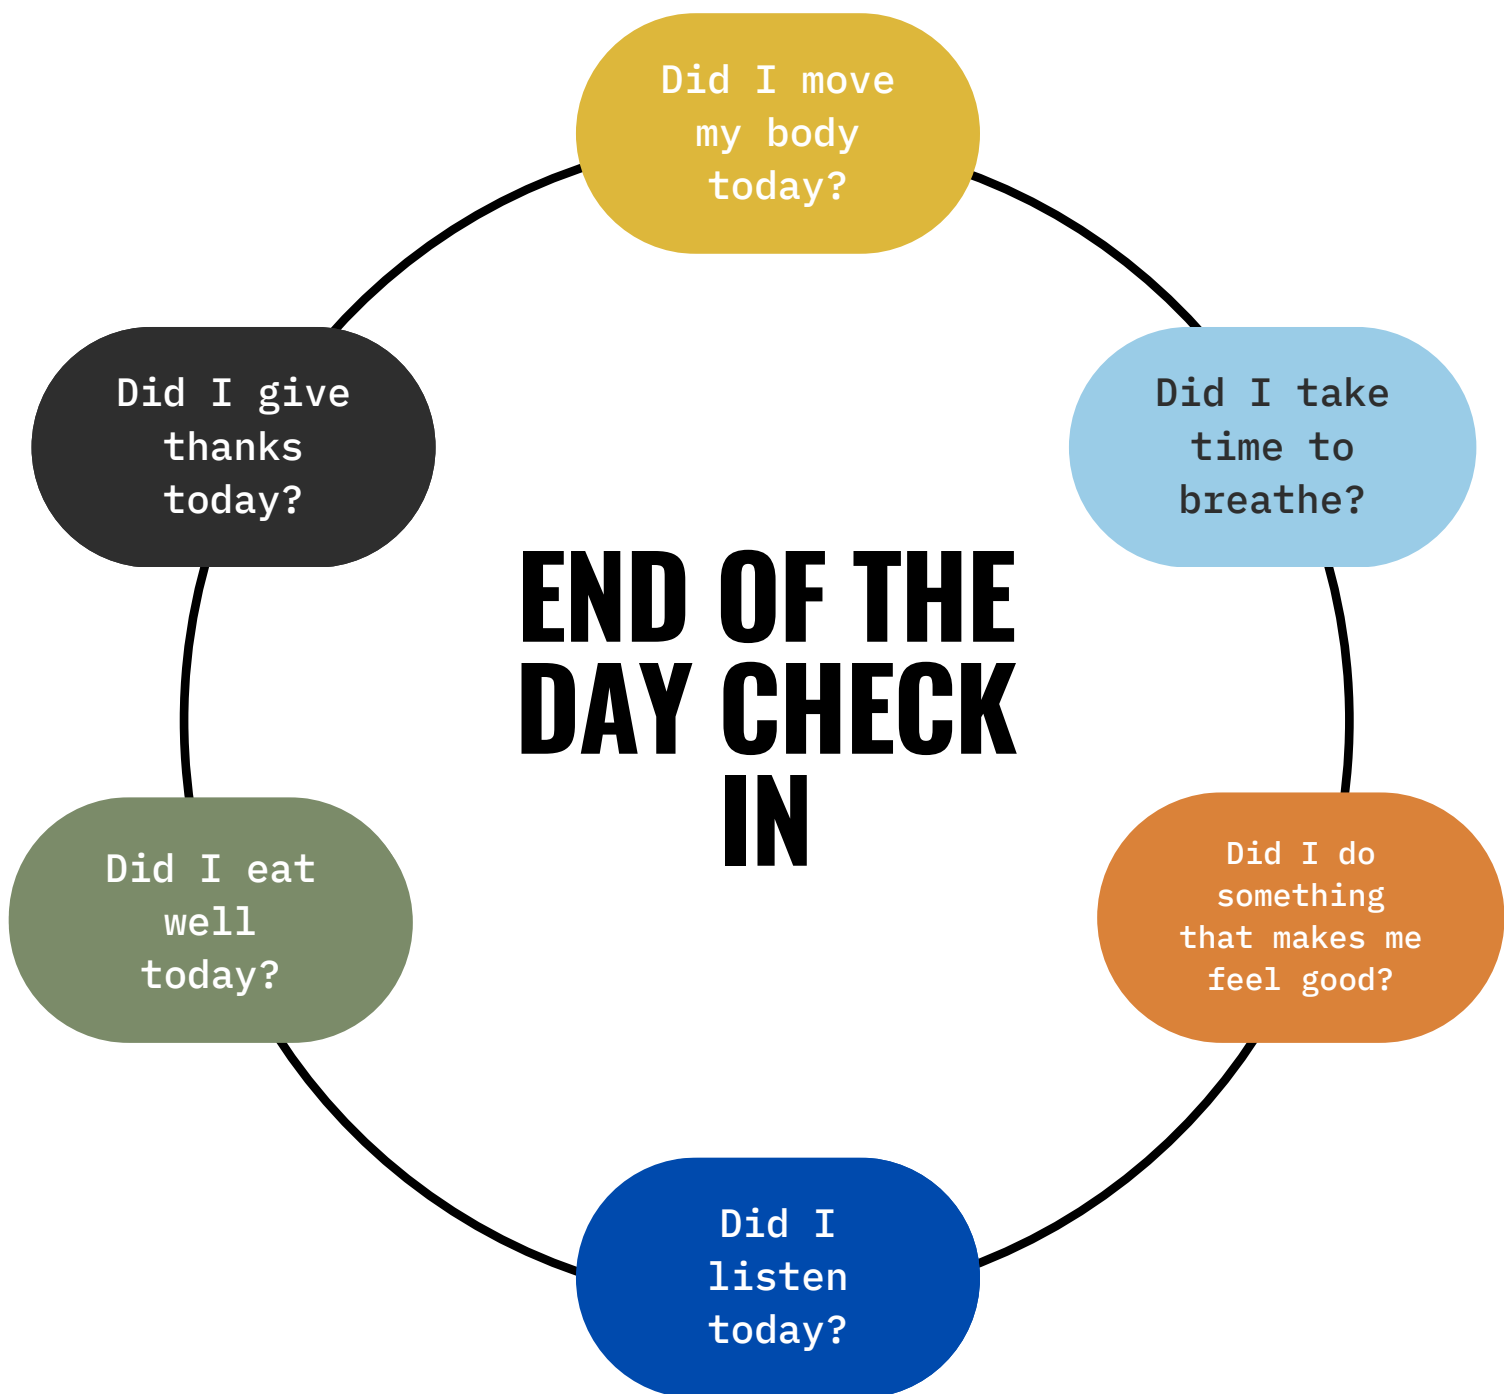 Did I move
my body
today?
Did I take
time to
breathe?
Did I do
something
that makes me
feel good?
Did I
listen
today?
Did I eat
well
today?
Did I give
thanks
today?
END OF THE
DAY CHECK
IN